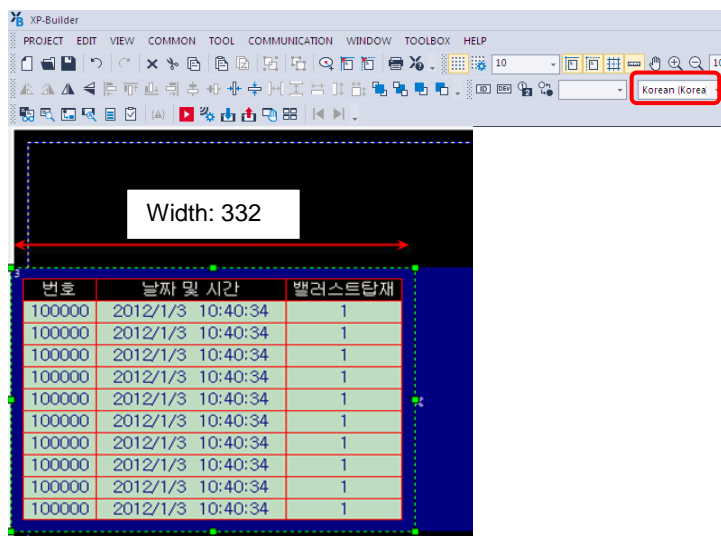 XP-Builder
PROJECT EDIT VIEW COMMON TOOL COMMUNICATION WINDOW TOOLBOX HELP
10 10
ID DEV Korean (Korea
Width: 332
3
번호 날짜 및 시간 밸러스트탑재
100000 2012/1/3 10:40:34 1
100000 2012/1/3 10:40:34 1
100000 2012/1/3 10:40:34 1
100000 2012/1/3 10:40:34 1
100000 2012/1/3 10:40:34 1
100000 2012/1/3 10:40:34 1
100000 2012/1/3 10:40:34 1
100000 2012/1/3 10:40:34 1
100000 2012/1/3 10:40:34 1
100000 2012/1/3 10:40:34 1